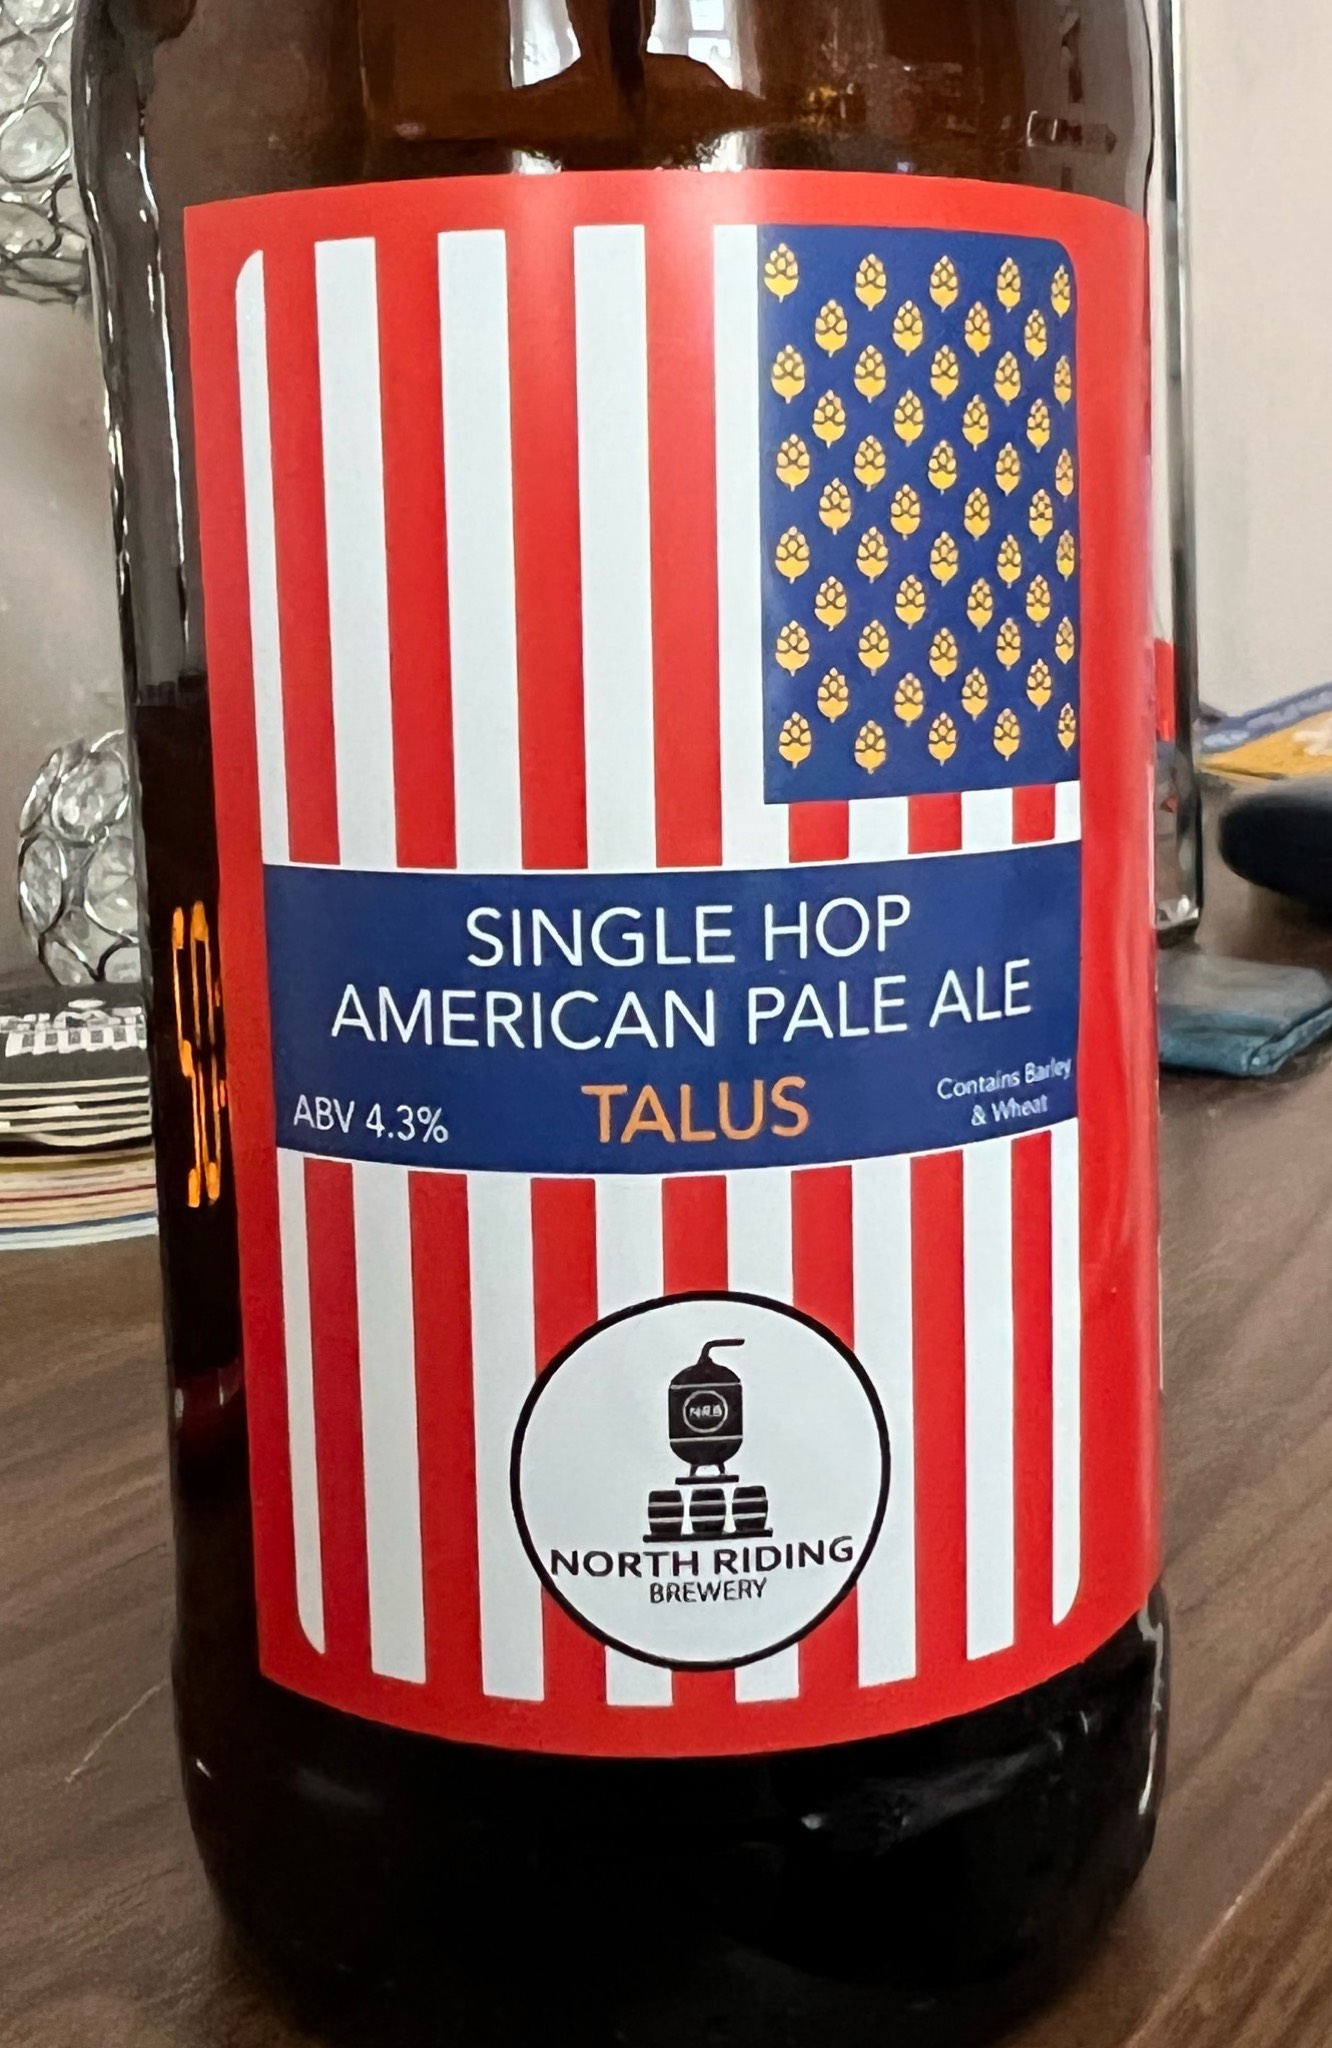 SINGLE HOP
AMERICAN PALE ALE
TALUS
ABV 4.3%
Contains Barley
& Wheat
NRB
NORTH RIDING
BREWERY